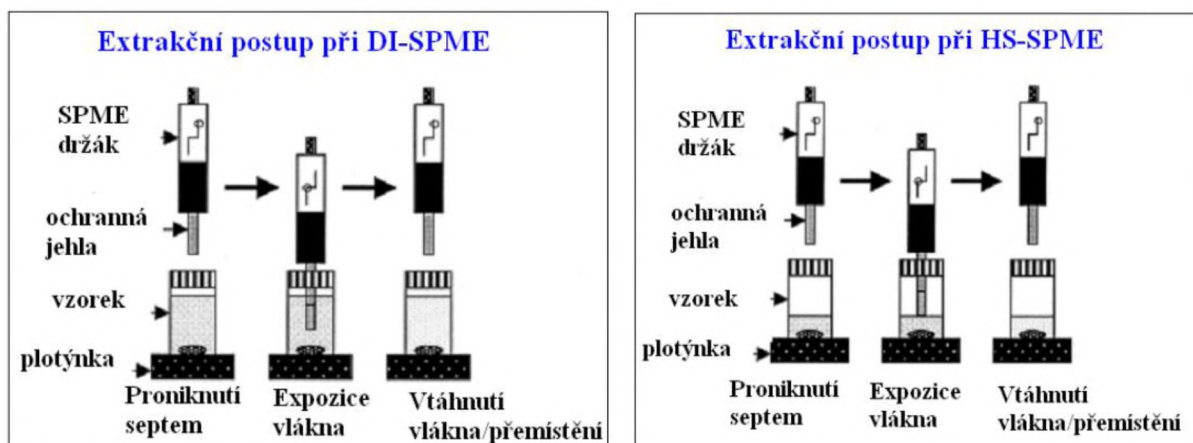 Extrakční postup při DI-SPME
SPME
držák
ochranná
jehla
vzorek
plotýnka
Proniknutí
septem
Expozice
vlákna
Vtáhnutí
vlákna/přemístění
Extrakční postup při HS-SPME
SPME
držák
ochranná
jehla
vzorek
plotýnka
Proniknutí
septem
Expozice
vlákna
Vtáhnutí
vlákna/přemístění